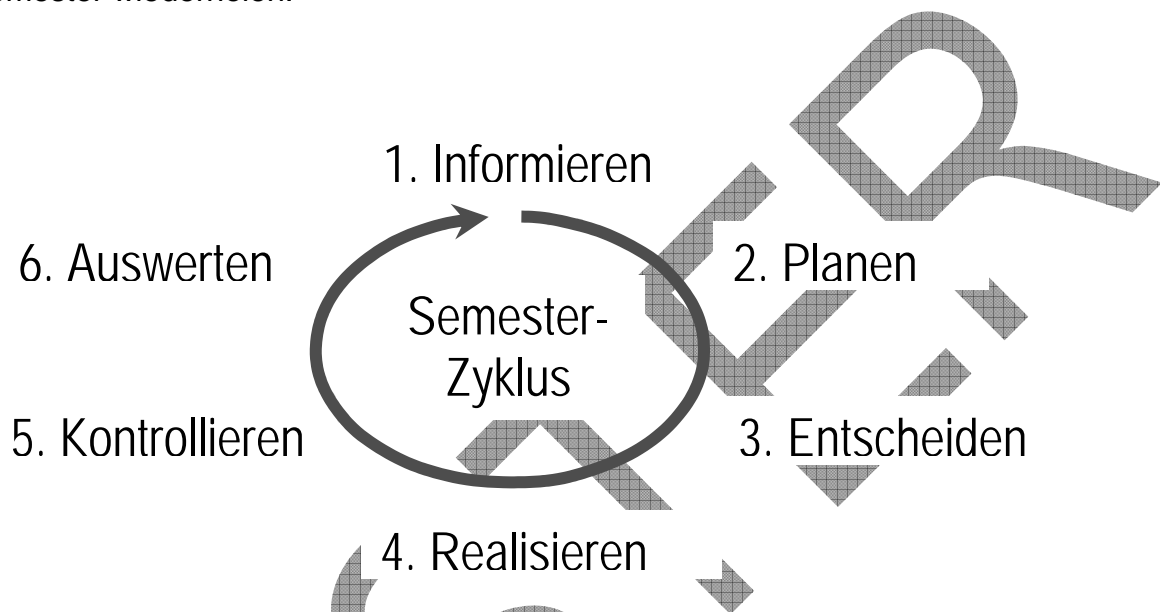 1. Informieren
6. Auswerten
2. Planen
Semester-
Zyklus
5. Kontrollieren
3. Entscheiden
4. Realisieren